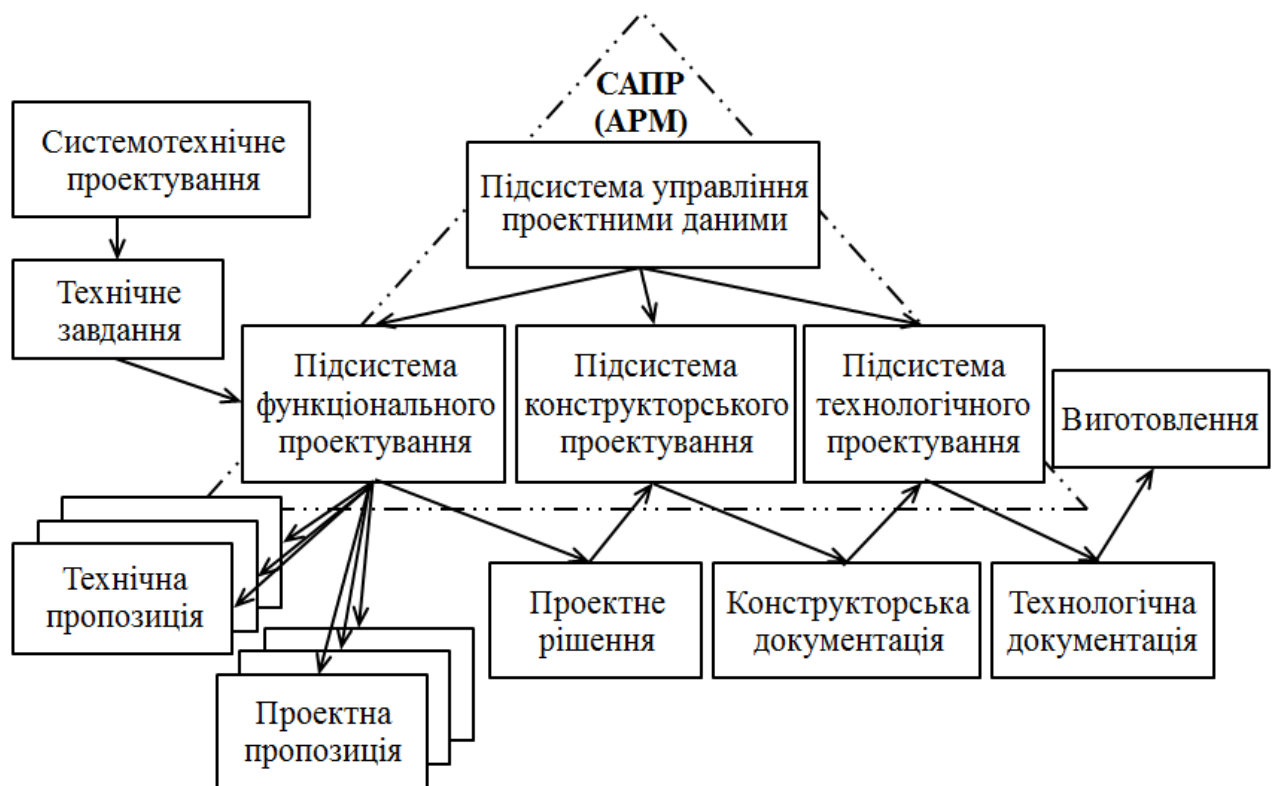 САПР
(АРМ)
Системотехнічне
проектування
Підсистема управління
проектними даними
Технічне
завдання
Підсистема
функціонального
проектування
Підсистема
конструкторського
проектування
Підсистема
технологічного
проектування
Виготовлення
Технічна
пропозиція
Проектне
рішення
Конструкторська
документація
Технологічна
документація
Проектна
пропозиція